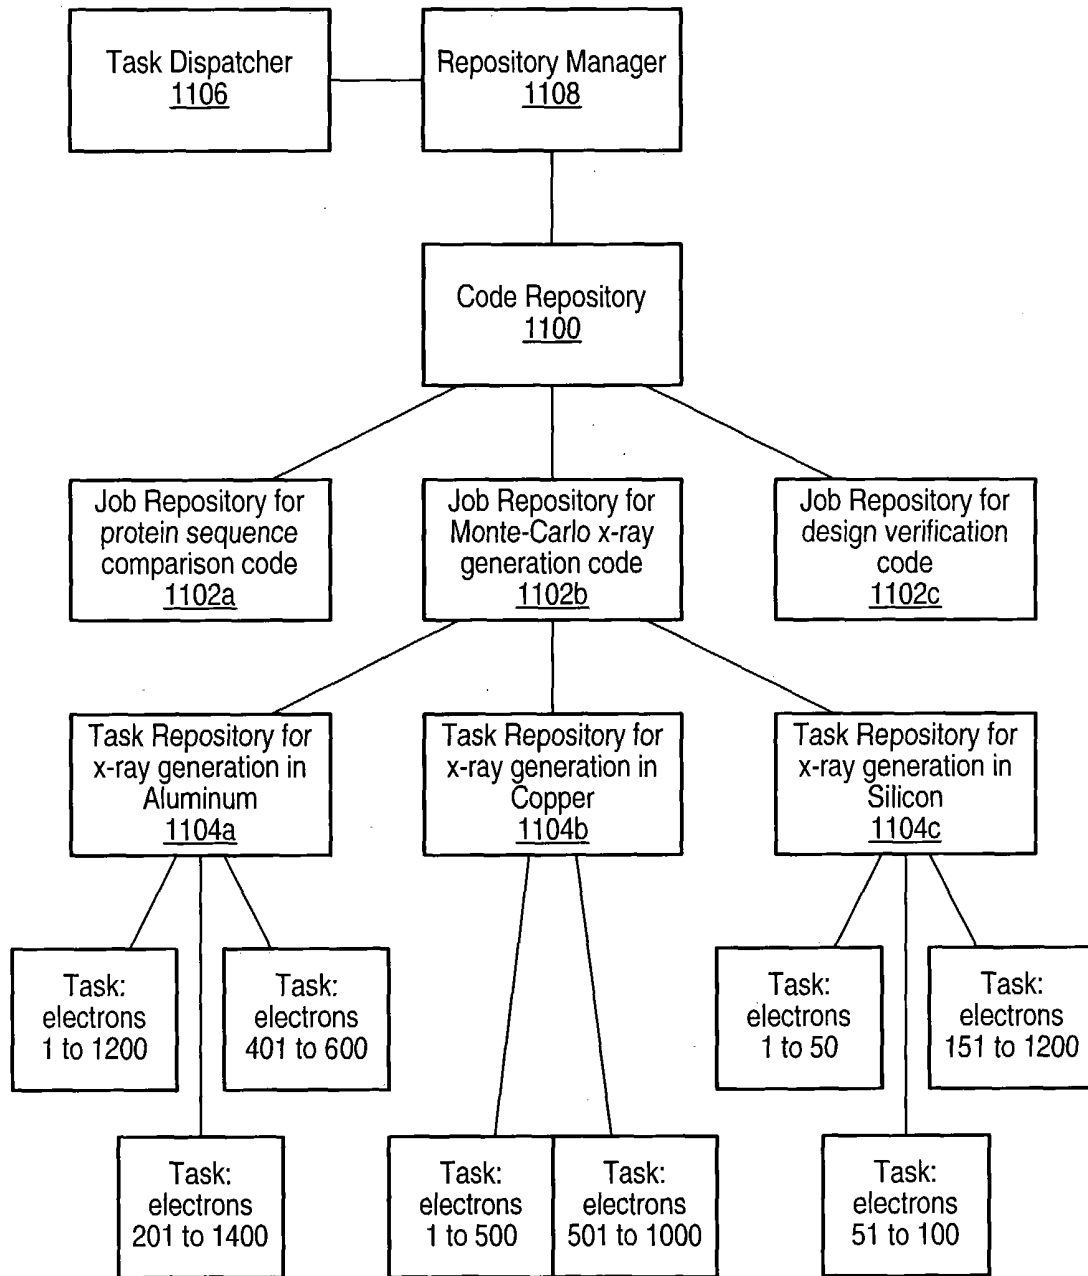 Task Dispatcher
1106
Repository Manager
1108
Code Repository
1100
Job Repository for
protein sequence
comparison code
1102a
Job Repository for
Monte-Carlo x-ray
generation code
1102b
Job Repository for
design verification
code
1102c
Task Repository for
x-ray generation in
Aluminum
1104a
Task Repository for
x-ray generation in
Copper
1104b
Task Repository for
x-ray generation in
Silicon
1104c
Task:
electrons
1 to 1200
Task:
electrons
401 to 600
Task:
electrons
1 to 50
Task:
electrons
151 to 1200
Task:
electrons
201 to 1400
Task:
electrons
1 to 500
Task:
electrons
501 to 1000
Task:
electrons
51 to 100